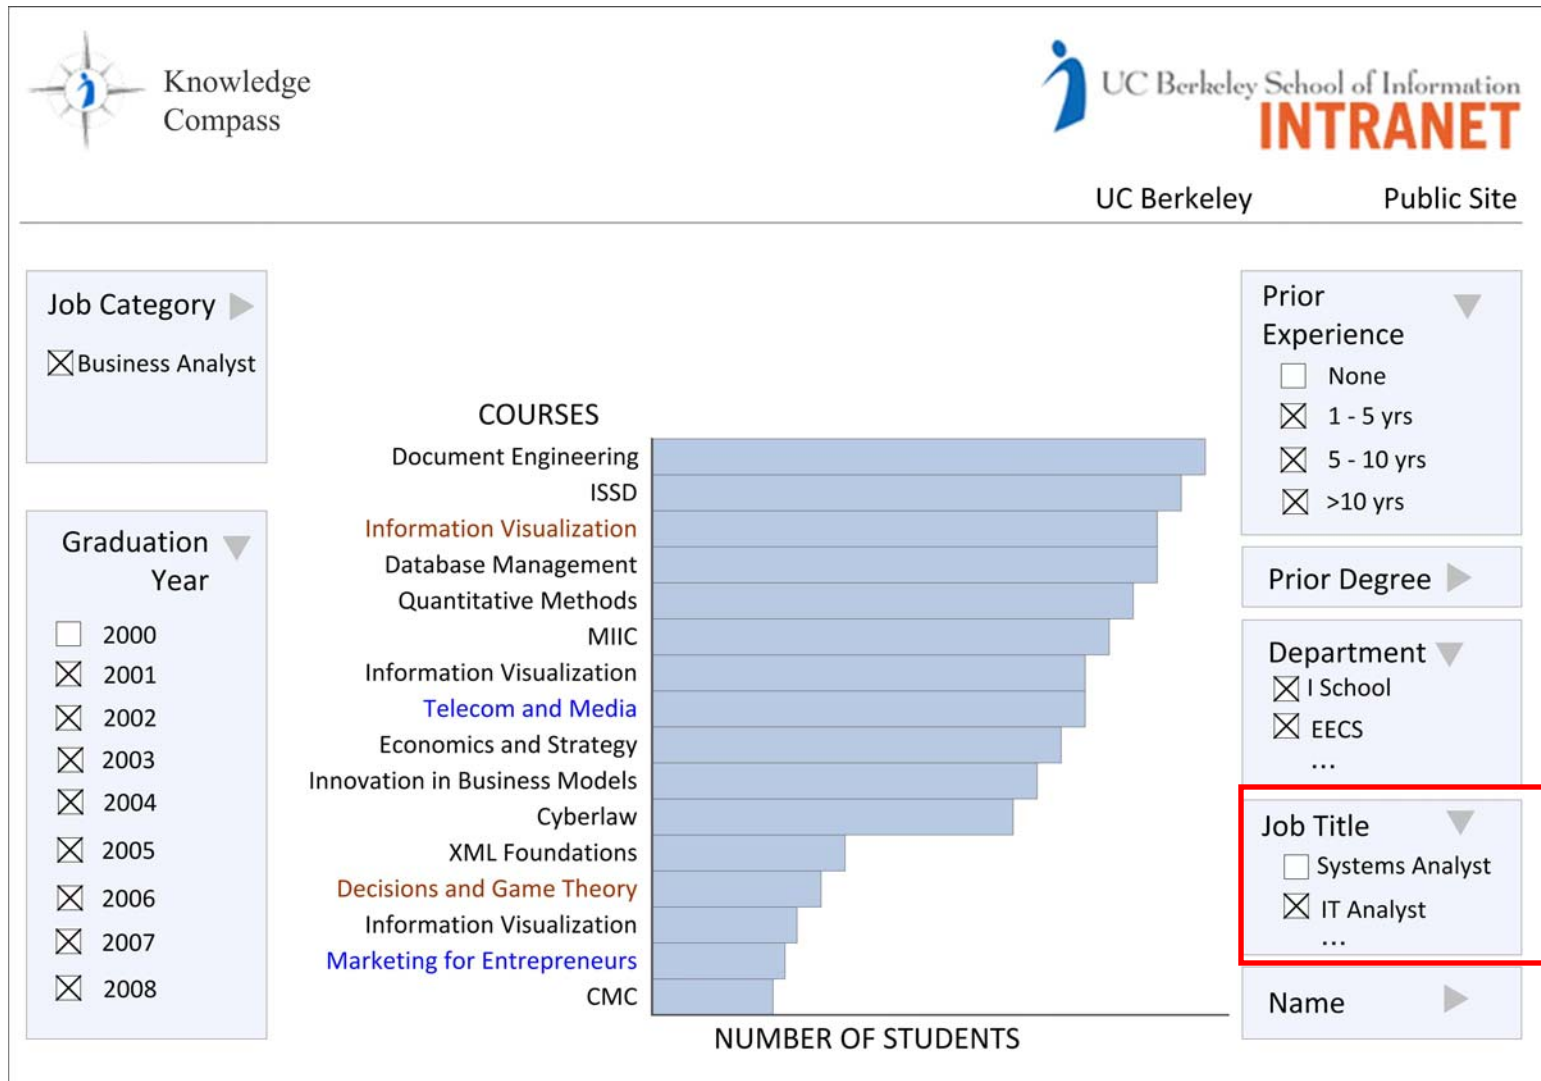 Knowledge
Compass
UC Berkeley School of Information
INTRANET
UC Berkeley
Public Site
Job Category
Business Analyst
Graduation
Year
2000
2001
2002
2003
2004
2005
2006
2007
2008
COURSES
Document Engineering
ISSD
Information Visualization
Database Management
Quantitative Methods
MIIC
Information Visualization
Telecom and Media
Economics and Strategy
Innovation in Business Models
Cyberlaw
XML Foundations
Decisions and Game Theory
Information Visualization
Marketing for Entrepreneurs
CMC
NUMBER OF STUDENTS
Prior
Experience
None
1 - 5 yrs
5 - 10 yrs
>10 yrs
Prior Degree
Department
I School
EECS
...
Job Title
Systems Analyst
IT Analyst
...
Name